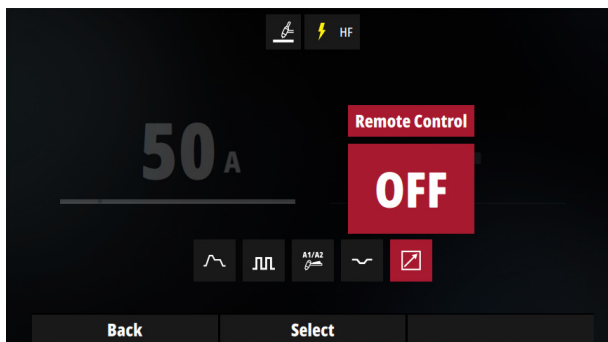 HF
Remote Control
50 A
OFF
A1/A2
Back
Select